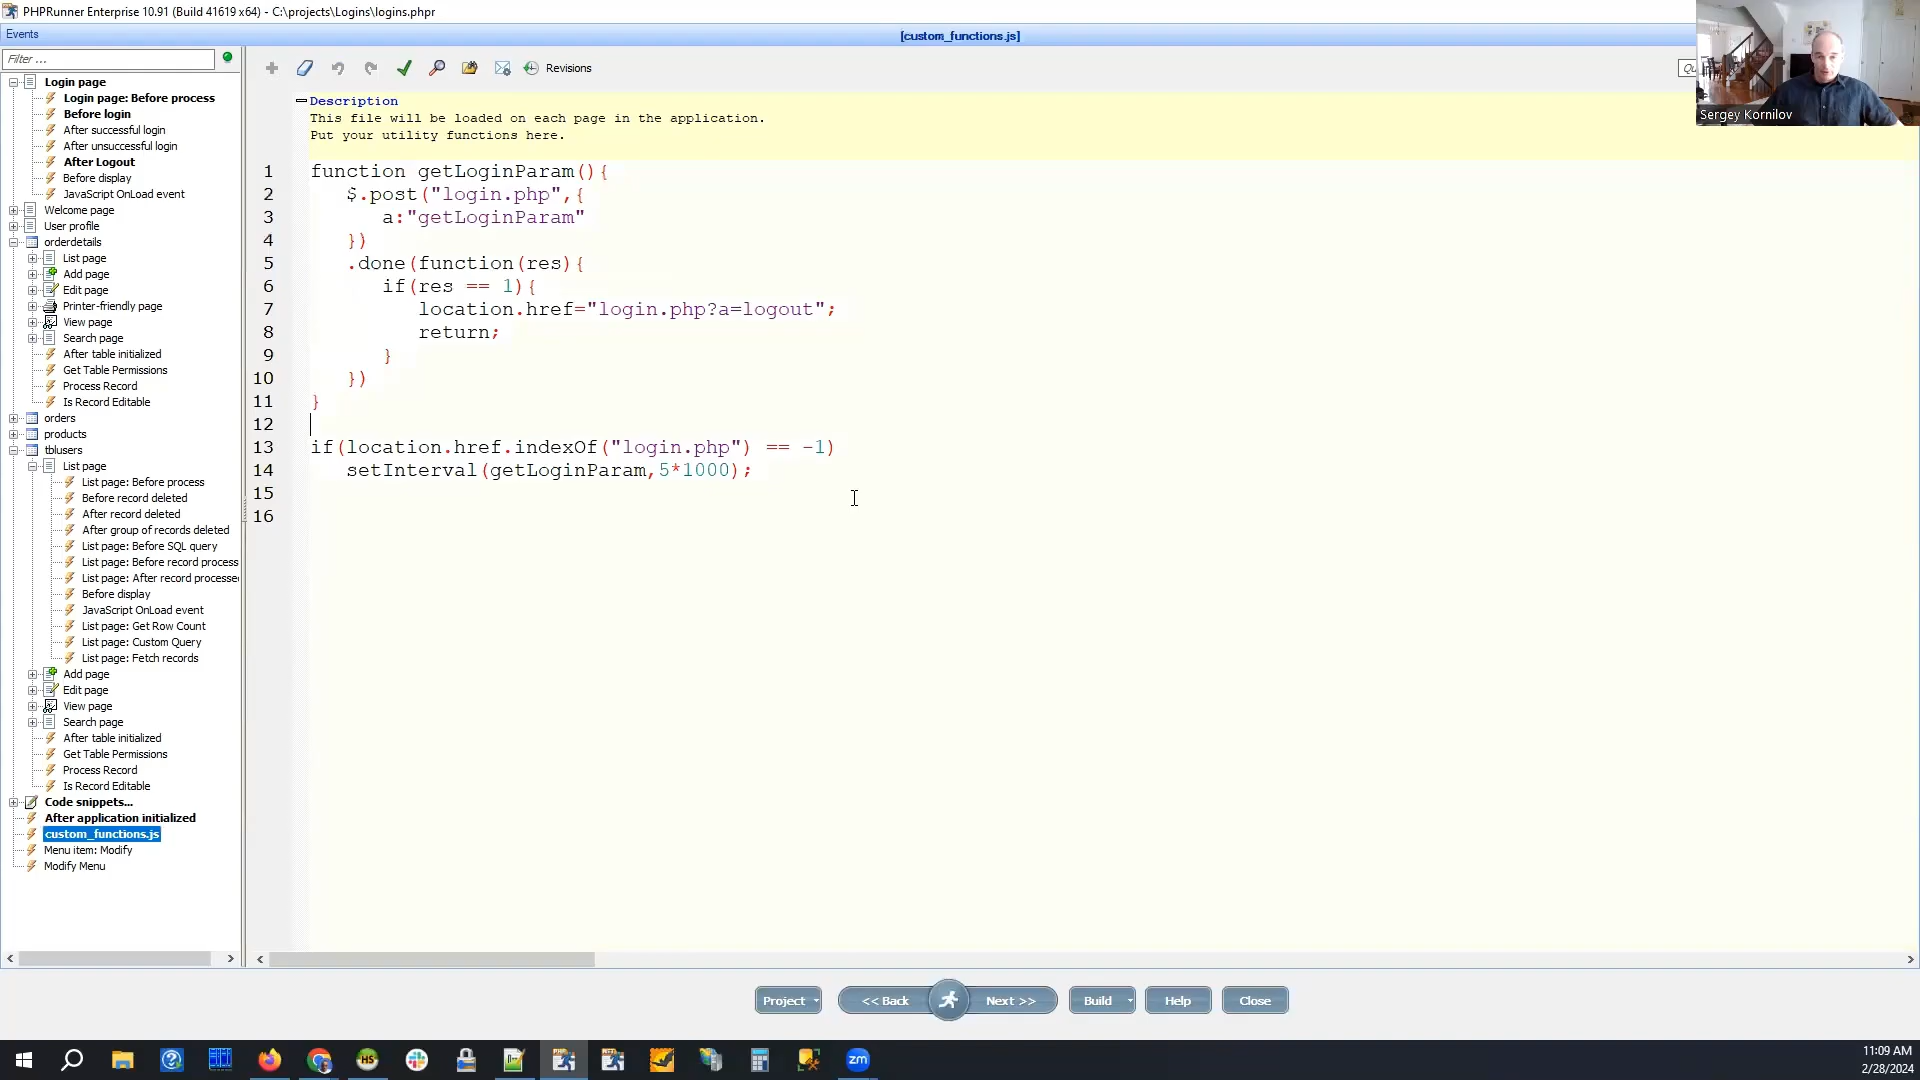 PHPRunner Enterprise 10.91 (Build 41619 x64) - C:\projects\Logins\logins.phpr
Events
[custom_functions.js]
Filter ...
Revisions
Sergey Kornilov
Login page
Login page: Before process
Before login
After successful login
After unsuccessful login
After Logout
Before display
JavaScript OnLoad event
Welcome page
User profile
orderdetails
List page
Add page
Edit page
Printer-friendly page
View page
Search page
After table initialized
Get Table Permissions
Process Record
Is Record Editable
orders
products
tblusers
List page
List page: Before process
Before record deleted
After record deleted
After group of records deleted
List page: Before SQL query
List page: Before record process
List page: After record processe
Before display
JavaScript OnLoad event
List page: Get Row Count
List page: Custom Query
List page: Fetch records
Add page
Edit page
View page
Search page
After table initialized
Get Table Permissions
Process Record
Is Record Editable
Code snippets...
After application initialized
custom_functions.js
Menu item: Modify
Modify Menu
Description
This file will be loaded on each page in the application.
Put your utility functions here.
1 function getLoginParam(){
2 $.post("login.php",{
3 a:"getLoginParam"
4 })
5 .done(function(res){
6 if(res == 1){
7 location.href="login.php?a=logout";
8 return;
9 }
10 })
11 }
12
13 if(location.href.indexOf("login.php") == -1)
14 setInterval(getLoginParam,5*1000);
15
16
Project
<< Back
Next >>
Build
Help
Close
HS
zm
11:09 AM
2/28/2024